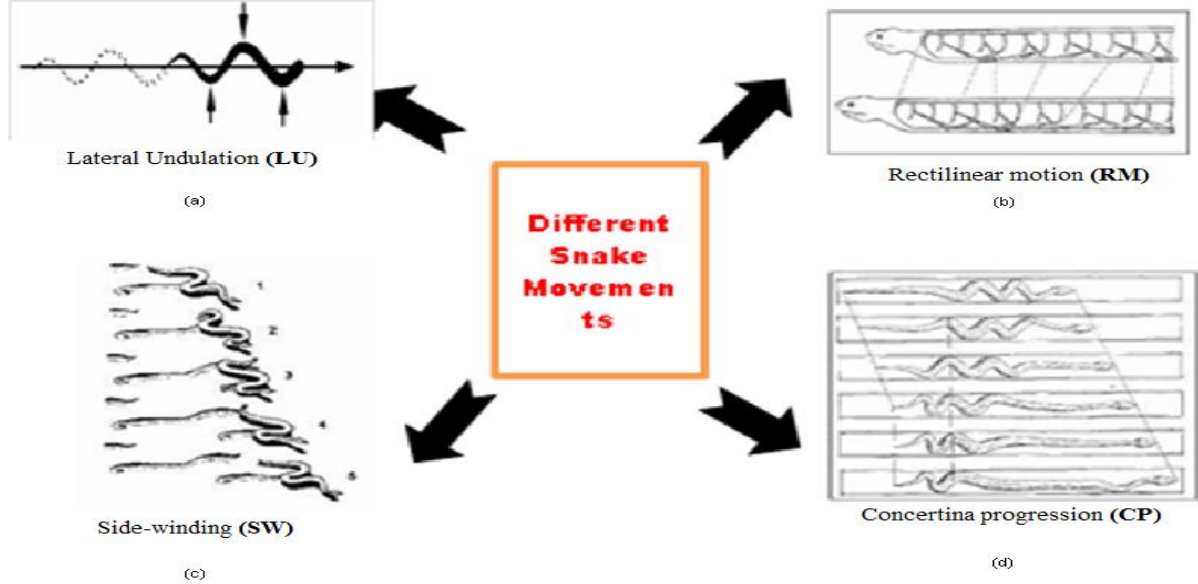 Lateral Undulation (LU)
(a)
Rectilinear motion (RM)
(b)
Different
Snake
Movemen
ts
1
2
3
4
5
Side-winding (SW)
(c)
Concertina progression (CP)
(d)